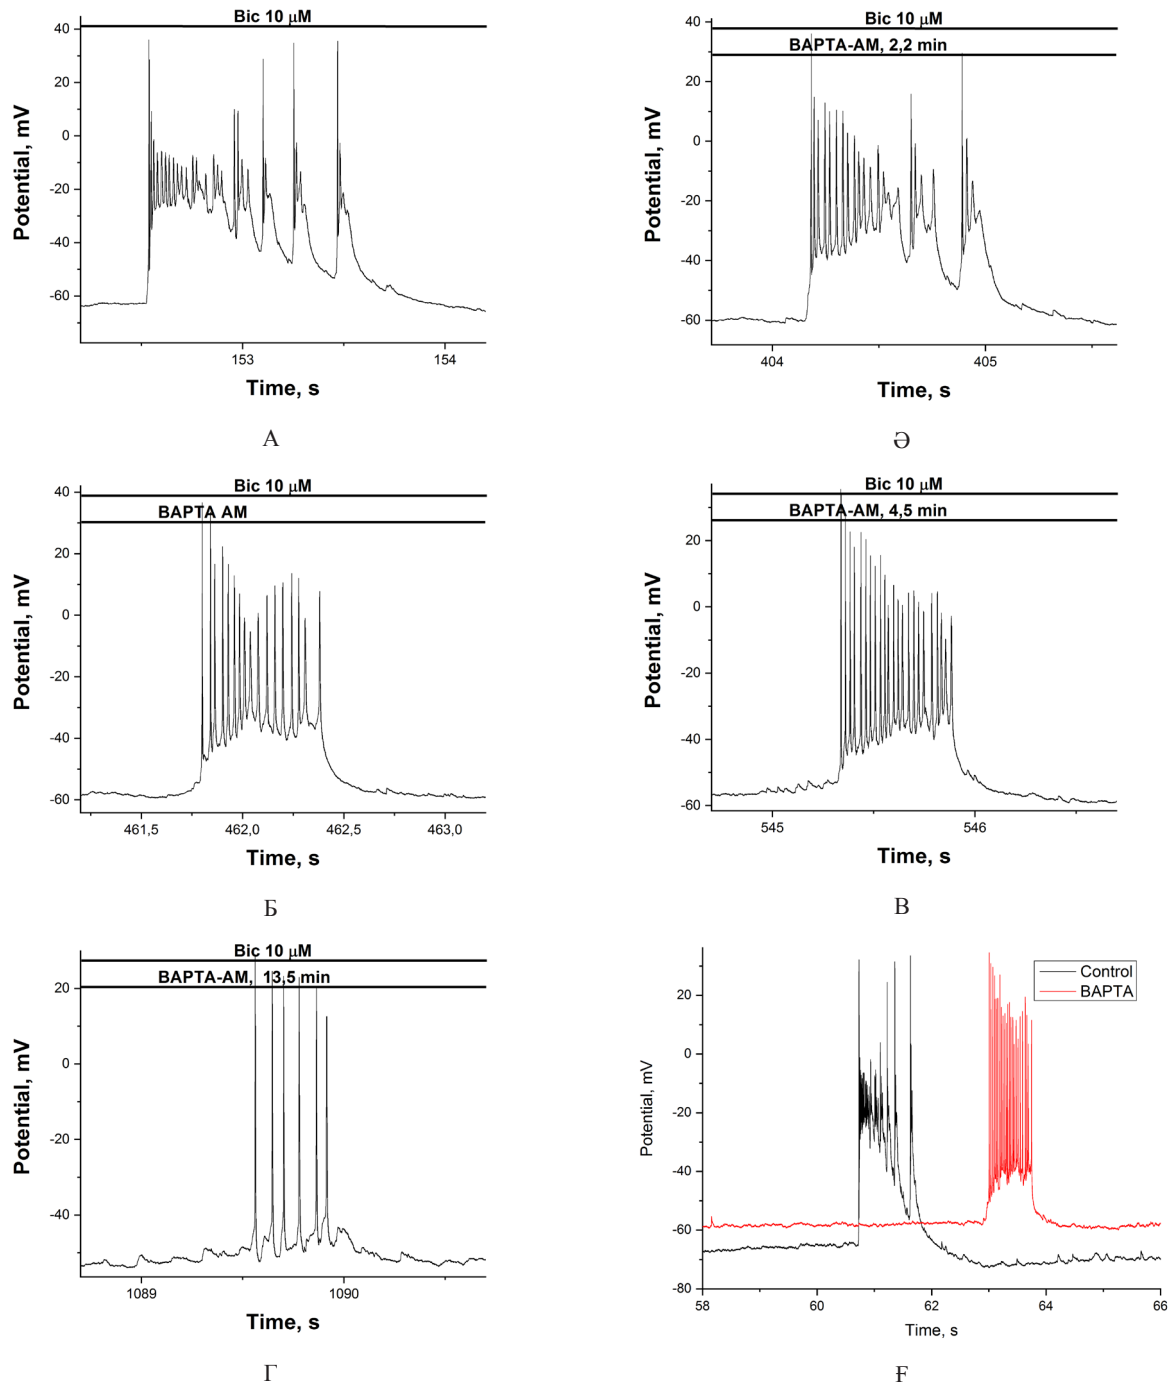 Bic 10 μM
40
20
0
-20
-40
-60
Potential, mV
153
154
Time, s
А
Bic 10 μM
BAPTA-AM, 2,2 min
40
20
0
-20
-40
-60
Potential, mV
404
405
Time, s
Ə
Bic 10 μM
BAPTA AM
40
20
0
-20
-40
-60
Potential, mV
461,5
462,0
462,5
463,0
Time, s
Б
Bic 10 μM
BAPTA-AM, 4,5 min
20
0
-20
-40
-60
Potential, mV
545
546
Time, s
В
Bic 10 μM
BAPTA-AM, 13,5 min
20
0
-20
-40
Potential, mV
1089
1090
Time, s
Г
Control
BAPTA
20
0
-20
-40
-60
-80
Potential, mV
58
60
62
64
66
Time, s
Ғ